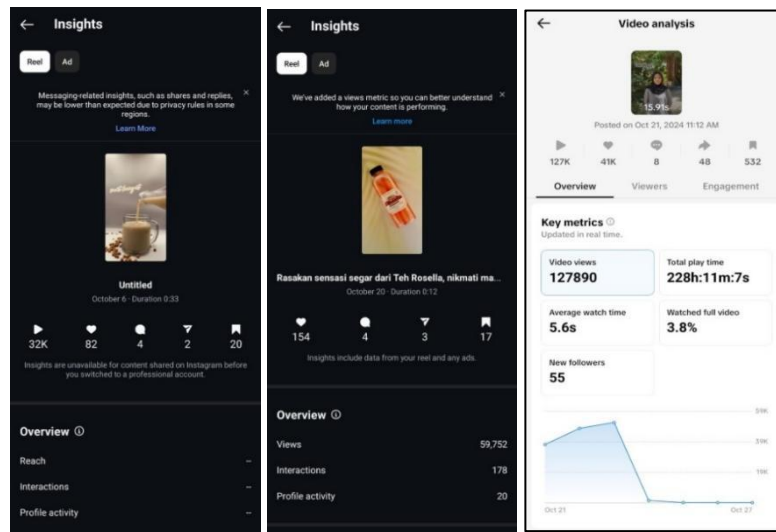 Insights
Reel
Ad
Messaging-related insights, such as shares and replies,
may be lower than expected due to privacy rules in some
regions.
Learn More
Untitled
October 6 · Duration 0:33
32K
82
4
2
20
Insights are unavailable for content shared on Instagram before
you switched to a professional account.
Overview
Reach
--
Interactions
--
Profile activity
--
Insights
Reel
Ad
We've added a views metric so you can better understand
how your content is performing.
Learn more
Rasakan sensasi segar dari Teh Rosella, nikmati ma...
October 20 · Duration 0:12
154
4
3
17
Insights include data from your reel and any ads.
Overview
Views
59,752
Interactions
178
Profile activity
20
Video analysis
15.91s
Posted on Oct 21, 2024 11:12 AM
127K
41K
8
48
532
Overview
Viewers
Engagement
Key metrics
Updated in real time.
Video views
127890
Total play time
228h:11m:7s
Average watch time
5.6s
Watched full video
3.8%
New followers
55
39K
19K
Oct 21
Oct 27